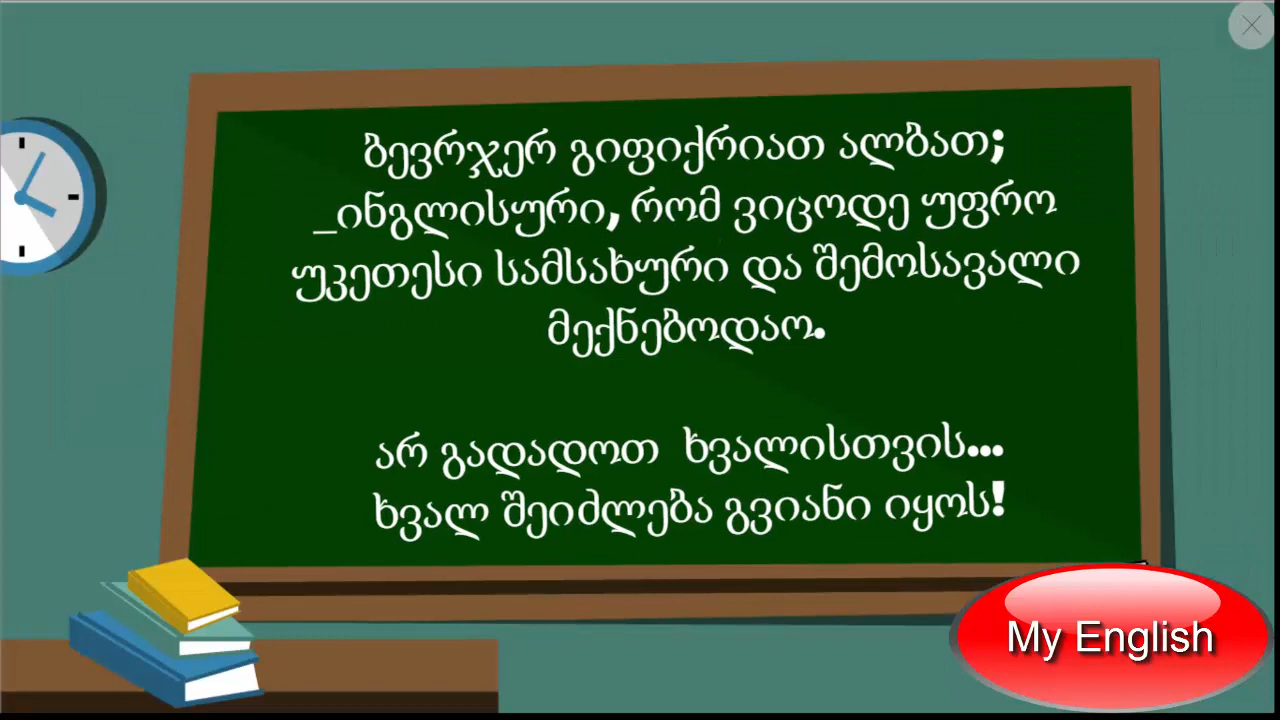 ბევრჯერ გიფიქრიათ ალბათ;
_ინგლისური, რომ ვიცოდე უფრო
უკეთესი სამსახური და შემოსავალი
მექნებოდაო.
არ გადადოთ ხვალისთვის...
ხვალ შეიძლება გვიანი იყოს!
My English